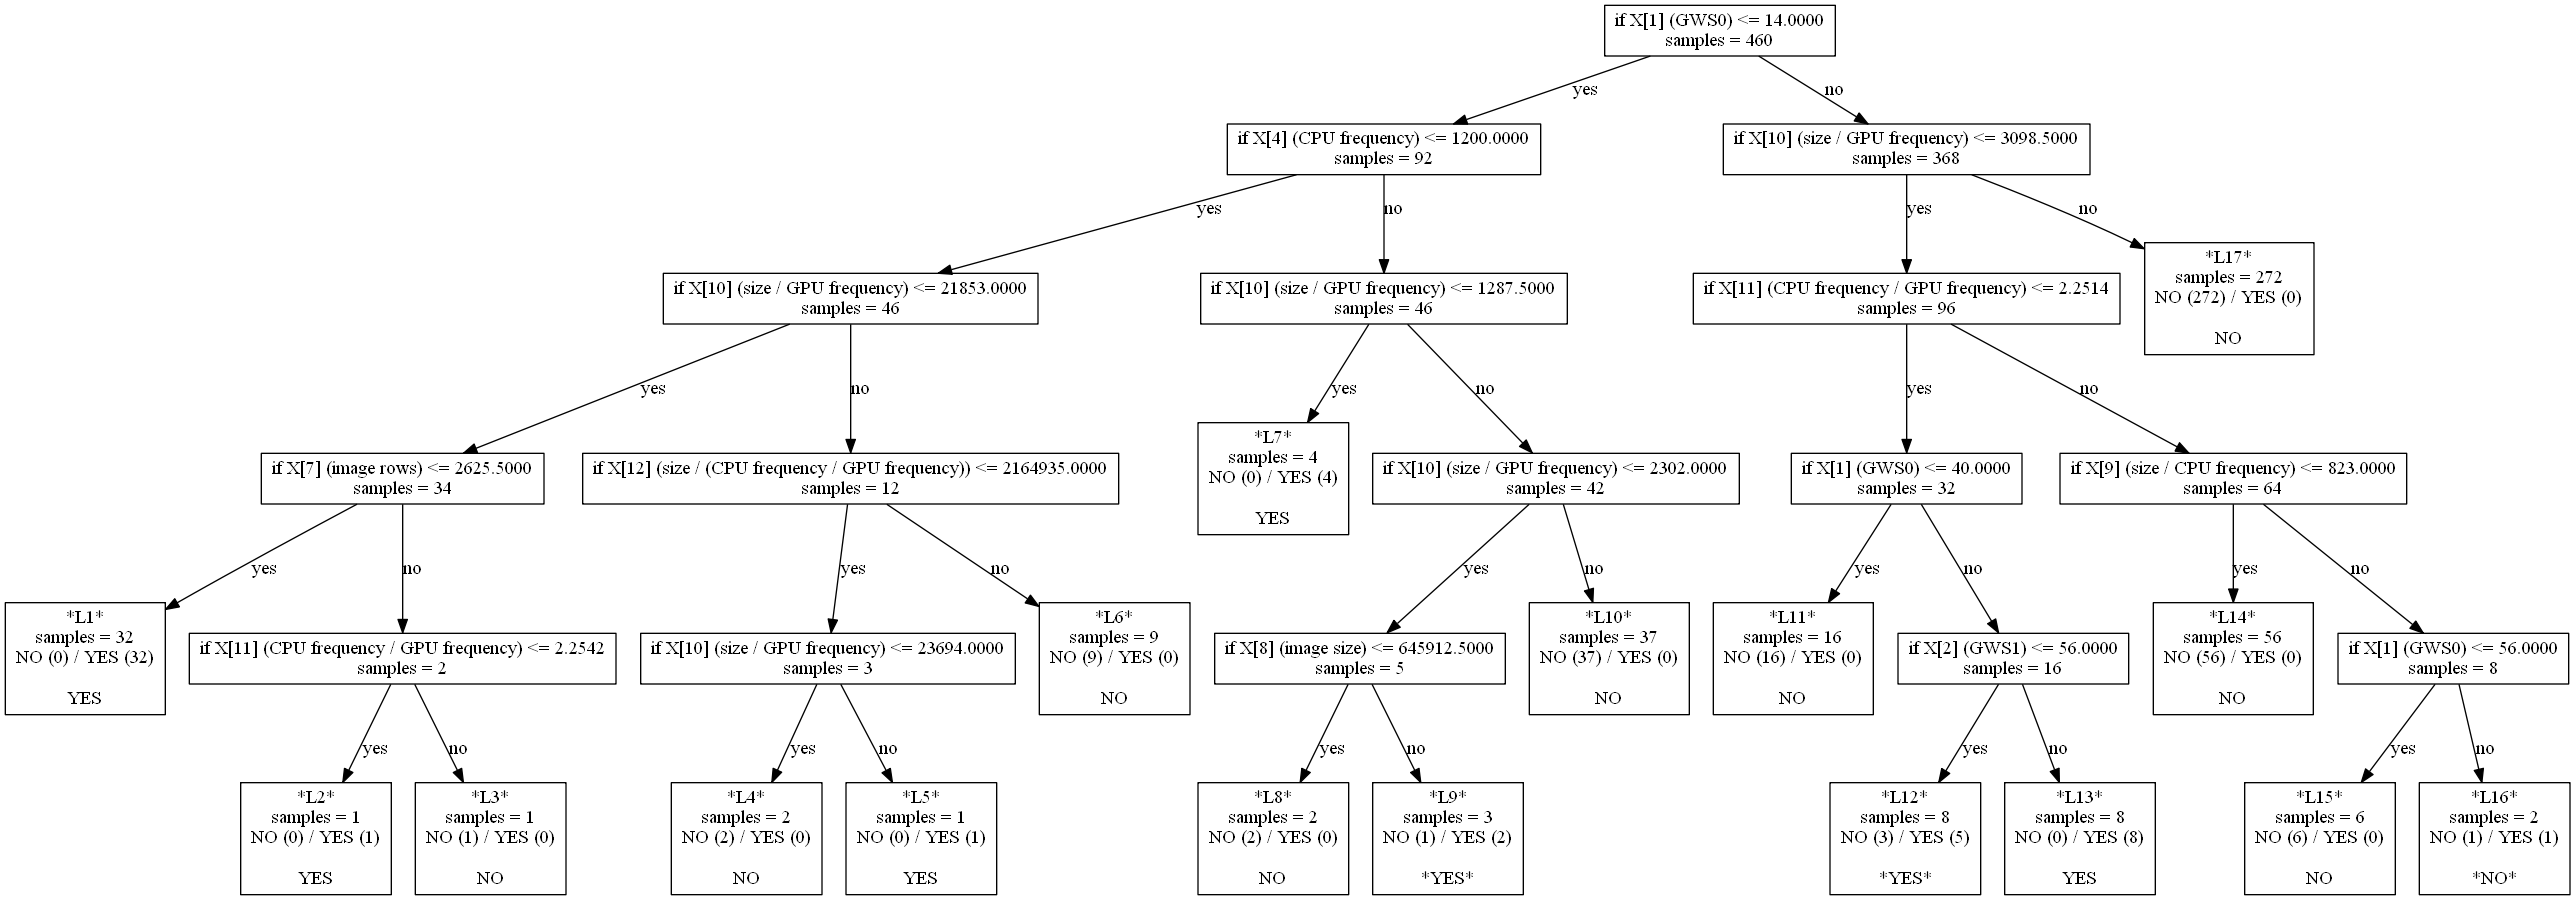 if X[1] (GWS0) <= 14.0000
samples = 460
yes
no
if X[4] (CPU frequency) <= 1200.0000
samples = 92
if X[10] (size / GPU frequency) <= 3098.5000
samples = 368
yes
no
yes
no
if X[10] (size / GPU frequency) <= 21853.0000
samples = 46
if X[10] (size / GPU frequency) <= 1287.5000
samples = 46
if X[11] (CPU frequency / GPU frequency) <= 2.2514
samples = 96
*L17*
samples = 272
NO (272) / YES (0)
NO
yes
no
yes
no
yes
no
if X[7] (image rows) <= 2625.5000
samples = 34
if X[12] (size / (CPU frequency / GPU frequency)) <= 2164935.0000
samples = 12
*L7*
samples = 4
NO (0) / YES (4)
YES
if X[10] (size / GPU frequency) <= 2302.0000
samples = 42
if X[1] (GWS0) <= 40.0000
samples = 32
if X[9] (size / CPU frequency) <= 823.0000
samples = 64
yes
no
yes
no
yes
no
yes
no
yes
no
*L1*
samples = 32
NO (0) / YES (32)
YES
if X[11] (CPU frequency / GPU frequency) <= 2.2542
samples = 2
if X[10] (size / GPU frequency) <= 23694.0000
samples = 3
*L6*
samples = 9
NO (9) / YES (0)
NO
if X[8] (image size) <= 645912.5000
samples = 5
*L10*
samples = 37
NO (37) / YES (0)
NO
*L11*
samples = 16
NO (16) / YES (0)
NO
if X[2] (GWS1) <= 56.0000
samples = 16
*L14*
samples = 56
NO (56) / YES (0)
NO
if X[1] (GWS0) <= 56.0000
samples = 8
yes
no
yes
no
yes
no
yes
no
yes
no
*L2*
samples = 1
NO (0) / YES (1)
YES
*L3*
samples = 1
NO (1) / YES (0)
NO
*L4*
samples = 2
NO (2) / YES (0)
NO
*L5*
samples = 1
NO (0) / YES (1)
YES
*L8*
samples = 2
NO (2) / YES (0)
NO
*L9*
samples = 3
NO (1) / YES (2)
*YES*
*L12*
samples = 8
NO (3) / YES (5)
*YES*
*L13*
samples = 8
NO (0) / YES (8)
YES
*L15*
samples = 6
NO (6) / YES (0)
NO
*L16*
samples = 2
NO (1) / YES (1)
*NO*